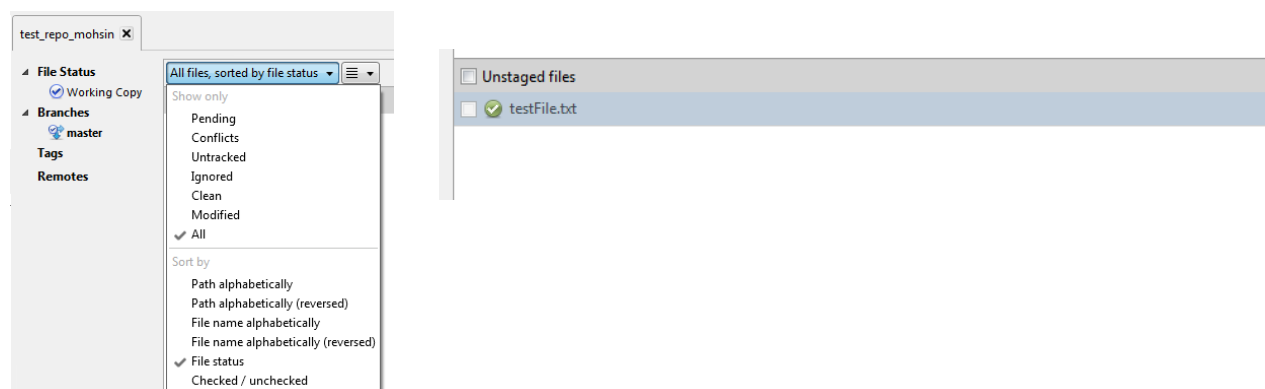 test_repo_mohsin
File Status
Working Copy
Branches
master
Tags
Remotes
All files, sorted by file status
Show only
Pending
Conflicts
Untracked
Ignored
Clean
Modified
All
Sort by
Path alphabetically
Path alphabetically (reversed)
File name alphabetically
File name alphabetically (reversed)
File status
Checked / unchecked
Unstaged files
testFile.txt